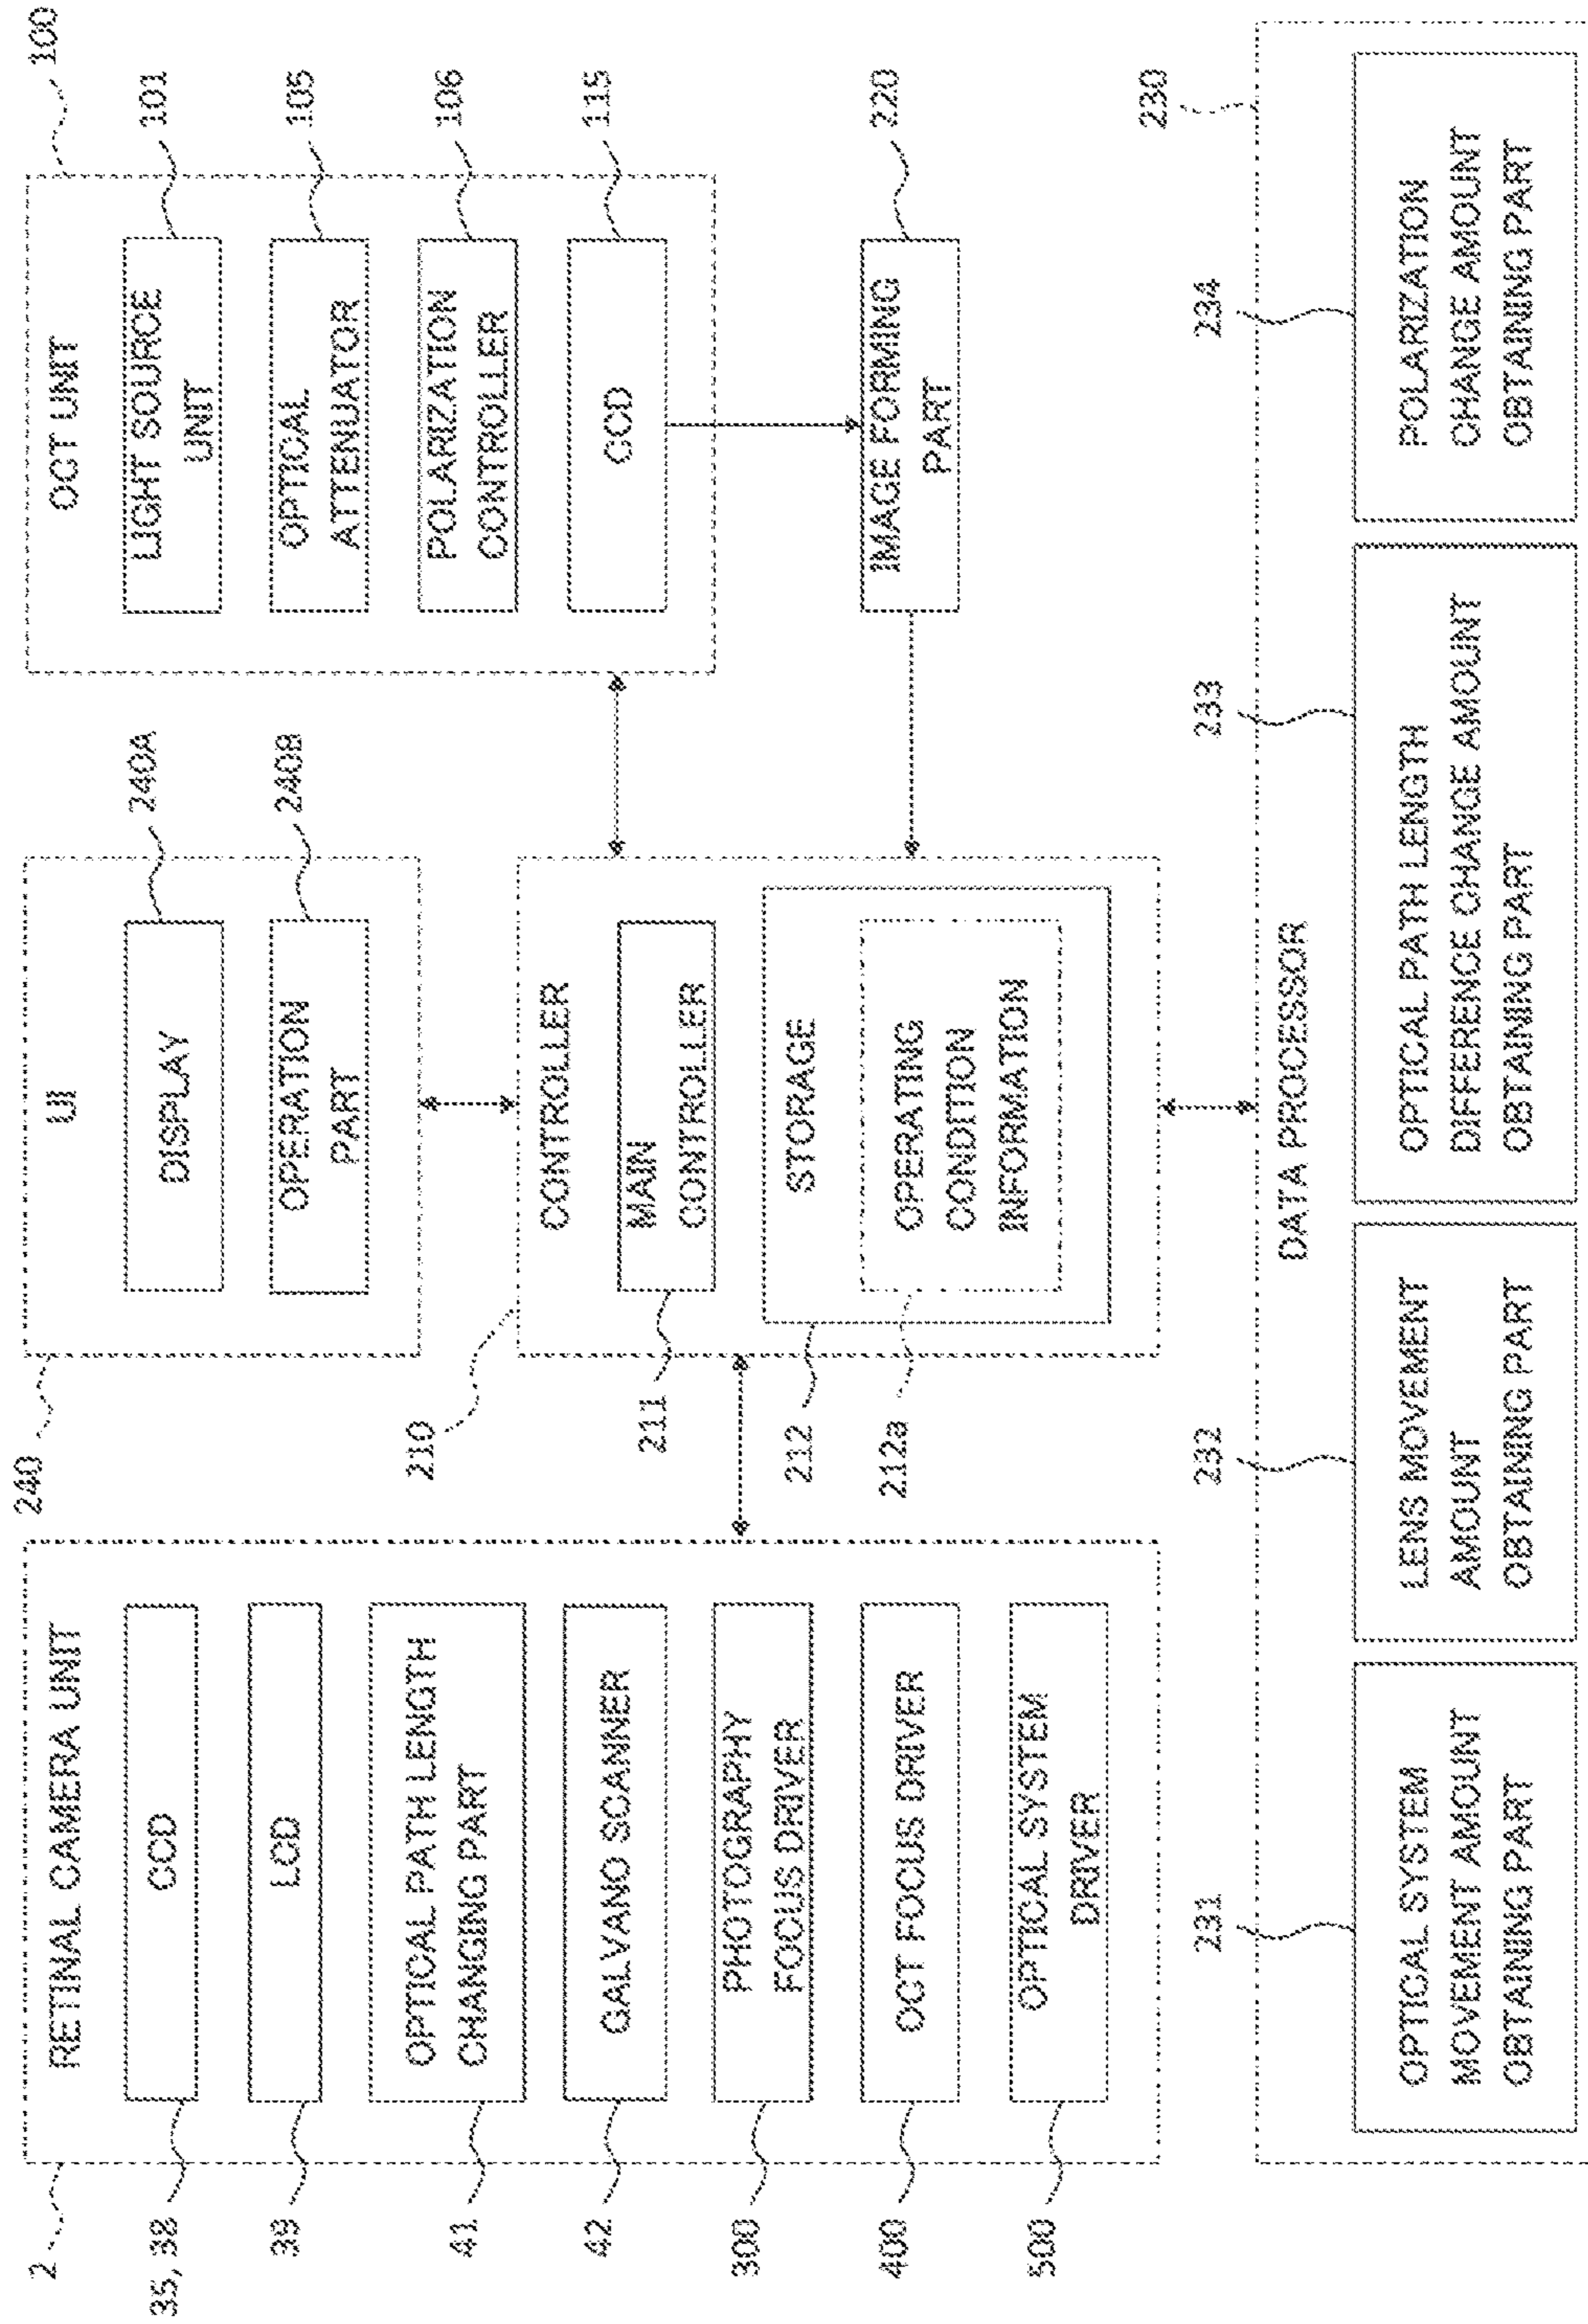 2
RETINAL CAMERA UNIT
35, 38
CCD
39
LCD
41
OPTICAL PATH LENGTH
CHANGING PART
42
GALVANO SCANNER
300
PHOTOGRAPHY
FOCUS DRIVER
400
OCT FOCUS DRIVER
500
OPTICAL SYSTEM
DRIVER
240
UI
DISPLAY
240A
OPERATION
PART
240B
210
CONTROLLER
MAIN
CONTROLLER
211
STORAGE
212
OPERATING
CONDITION
INFORMATION
212a
100
OCT UNIT
LIGHT SOURCE
UNIT
101
OPTICAL
ATTENUATOR
105
POLARIZATION
CONTROLLER
106
CCD
115
IMAGE FORMING
PART
220
230
DATA PROCESSOR
231
OPTICAL SYSTEM
MOVEMENT AMOUNT
OBTAINING PART
232
LENS MOVEMENT
AMOUNT
OBTAINING PART
233
OPTICAL PATH LENGTH
DIFFERENCE CHANGE AMOUNT
OBTAINING PART
234
POLARIZATION
CHANGE AMOUNT
OBTAINING PART